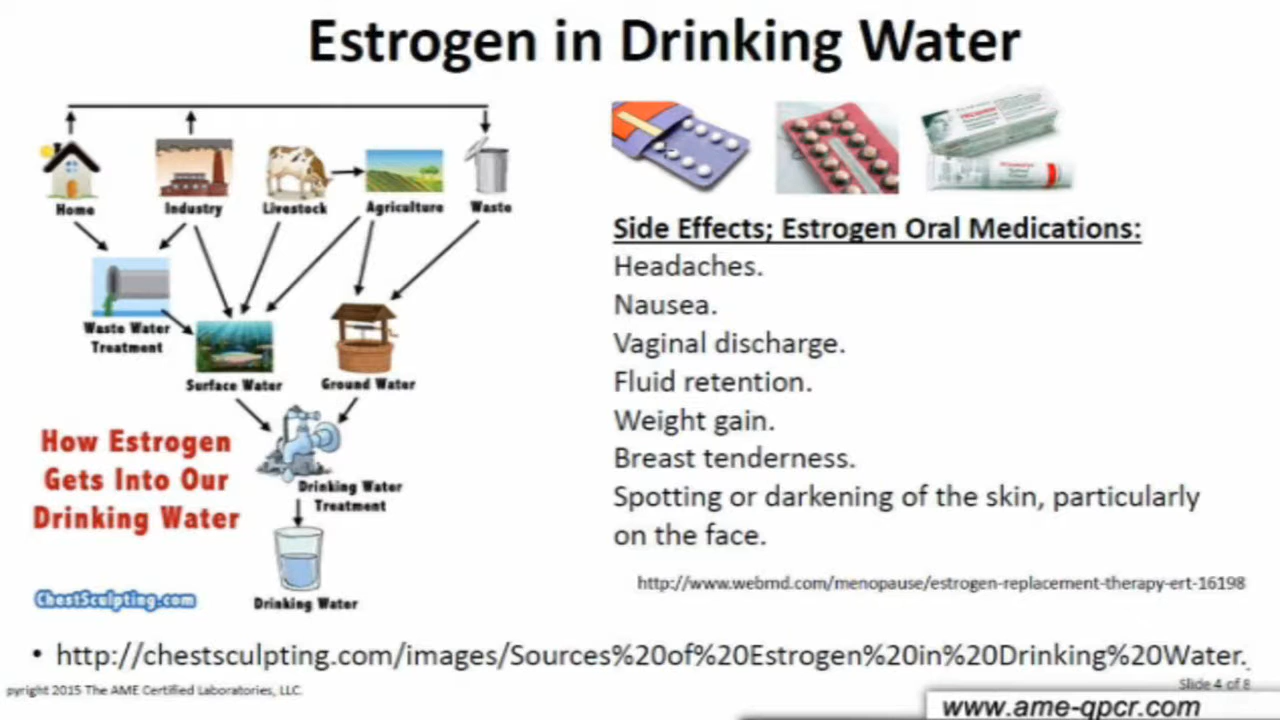 Estrogen in Drinking Water
Home
Industry
Livestock
Agriculture
Waste
Waste Water
Treatment
Surface Water
Ground Water
How Estrogen
Gets Into Our
Drinking Water
Drinking Water
Treatment
Drinking Water
ChestSculpting.com
Side Effects; Estrogen Oral Medications:
Headaches.
Nausea.
Vaginal discharge.
Fluid retention.
Weight gain.
Breast tenderness.
Spotting or darkening of the skin, particularly
on the face.
http://www.webmd.com/menopause/estrogen-replacement-therapy-ert-16198
• http://chestsculpting.com/images/Sources%20of%20Estrogen%20in%20Drinking%20Water.
pyright 2015 The AME Certified Laboratories, LLC.
Slide 4 of 8
www.ame-qpcr.com